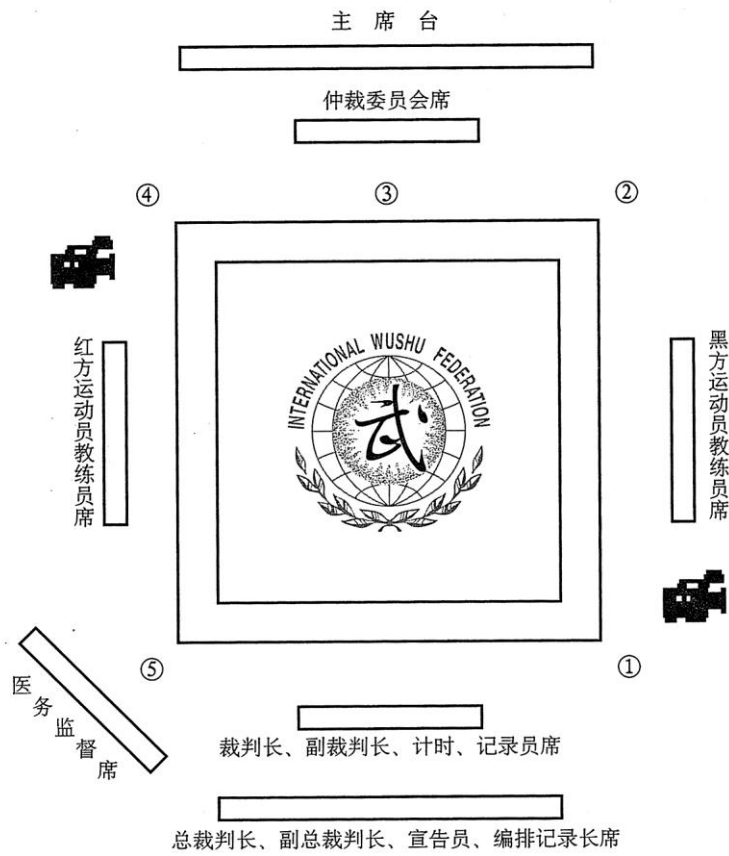 主席台
仲裁委员会席
④
③
②
INTERNATIONAL WUSHU FEDERATION
武
红方运动员教练员席
黑方运动员教练员席
⑤
①
医务监督席
裁判长、副裁判长、计时、记录员席
总裁判长、副总裁判长、宣告员、编排记录长席